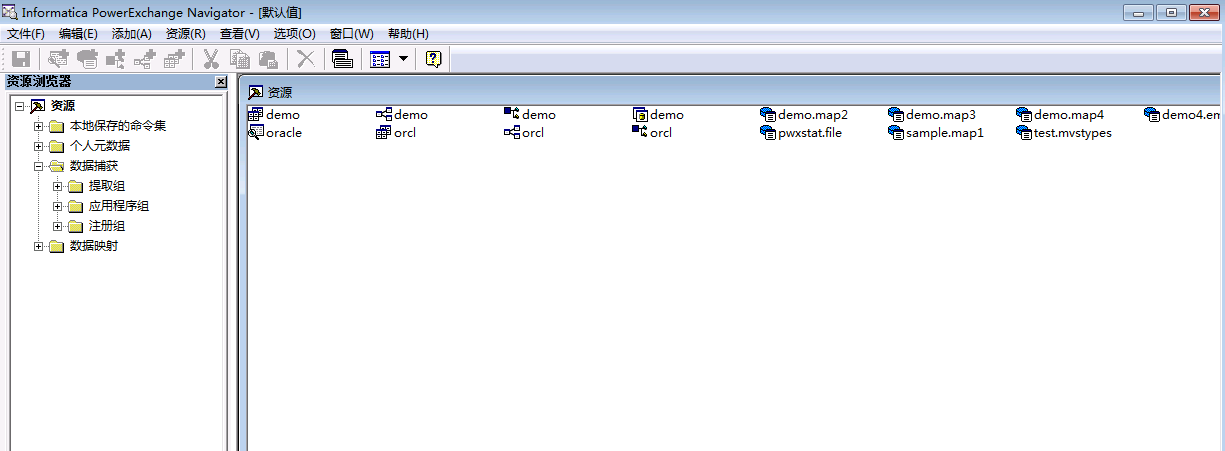 Informatica PowerExchange Navigator - [默认值]
文件(F) 编辑(E) 添加(A) 资源(R) 查看(V) 选项(O) 窗口(W) 帮助(H)
资源浏览器
资源
本地保存的命令集
个人元数据
数据捕获
提取组
应用程序组
注册组
数据映射
资源
demo demo demo demo demo.map2 demo.map3 demo.map4 demo4.em
oracle orcl orcl orcl pwxstat.file sample.map1 test.mvstypes